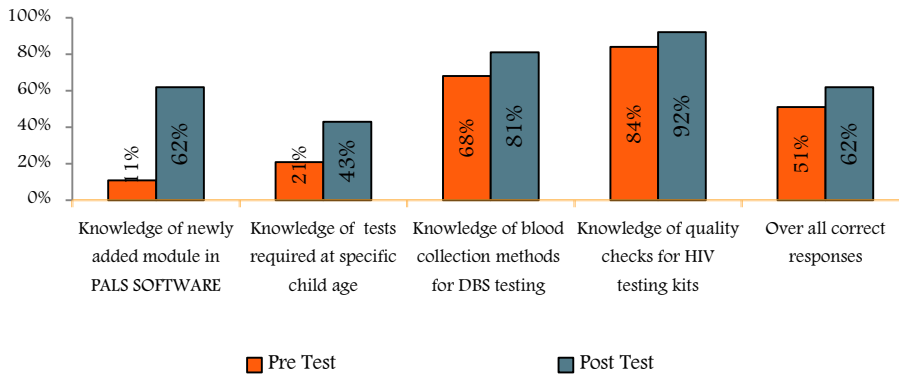 100%
80%
60%
40%
20%
0%
11%
62%
21%
43%
68%
81%
84%
92%
51%
62%
Knowledge of newly
added module in
PALS SOFTWARE
Knowledge of tests
required at specific
child age
Knowledge of blood
collection methods
for DBS testing
Knowledge of quality
checks for HIV
testing kits
Over all correct
responses
Pre Test
Post Test